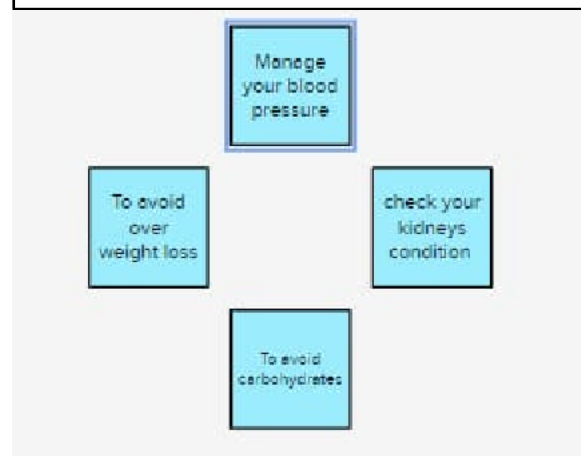 Manage
your blood
pressure
To avoid
over
weight loss
check your
kidneys
condition
To avoid
carbohydrates